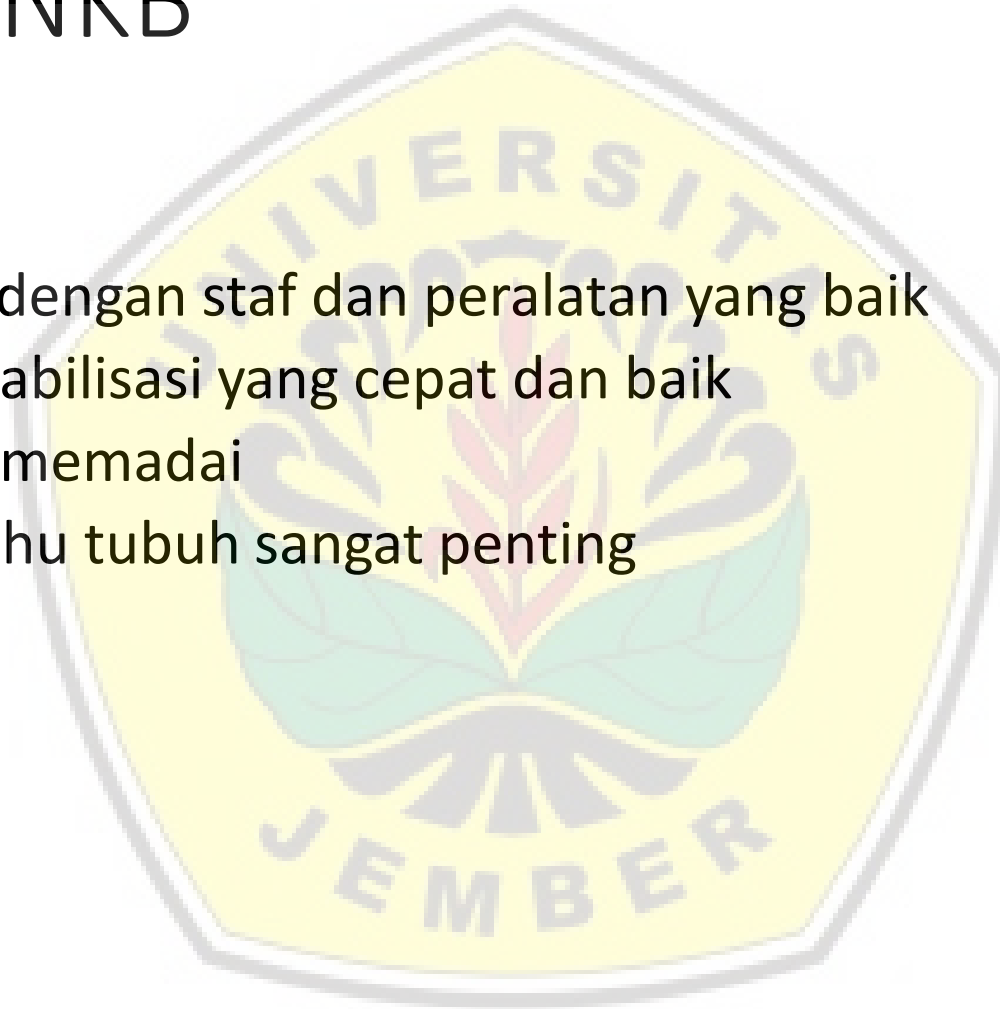 NKB
dengan staf dan peralatan yang baik
abilisasi yang cepat dan baik
memadai
hu tubuh sangat penting
UNIVERSITAS
JEMBER